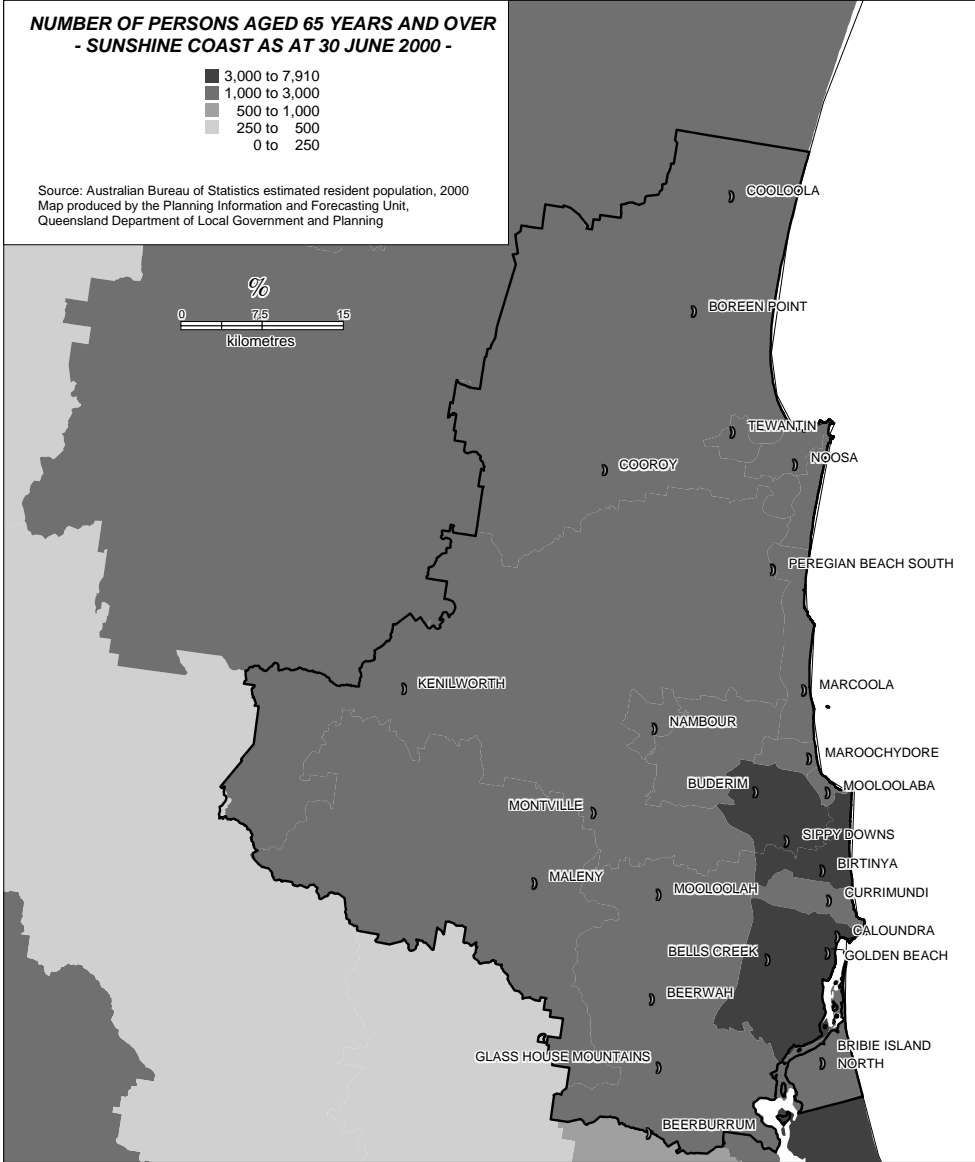 NUMBER OF PERSONS AGED 65 YEARS AND OVER
- SUNSHINE COAST AS AT 30 JUNE 2000 -
3,000 to 7,910
1,000 to 3,000
500 to 1,000
250 to 500
0 to 250
Source: Australian Bureau of Statistics estimated resident population, 2000
Map produced by the Planning Information and Forecasting Unit,
Queensland Department of Local Government and Planning
%
0 7.5 15
kilometres
COOLOOLA
BOREEN POINT
TEWANTIN
NOOSA
COOROY
PEREGIAN BEACH SOUTH
KENILWORTH
MARCOOLA
NAMBOUR
MAROOCHYDORE
BUDERIM
MOOLOOLABA
MONTVILLE
SIPPY DOWNS
BIRTINYA
MALENY
MOOLOOLAH
CURRIMUNDI
CALOUNDRA
BELLS CREEK
GOLDEN BEACH
BEERWAH
BRIBIE ISLAND
NORTH
GLASS HOUSE MOUNTAINS
BEERBURRUM